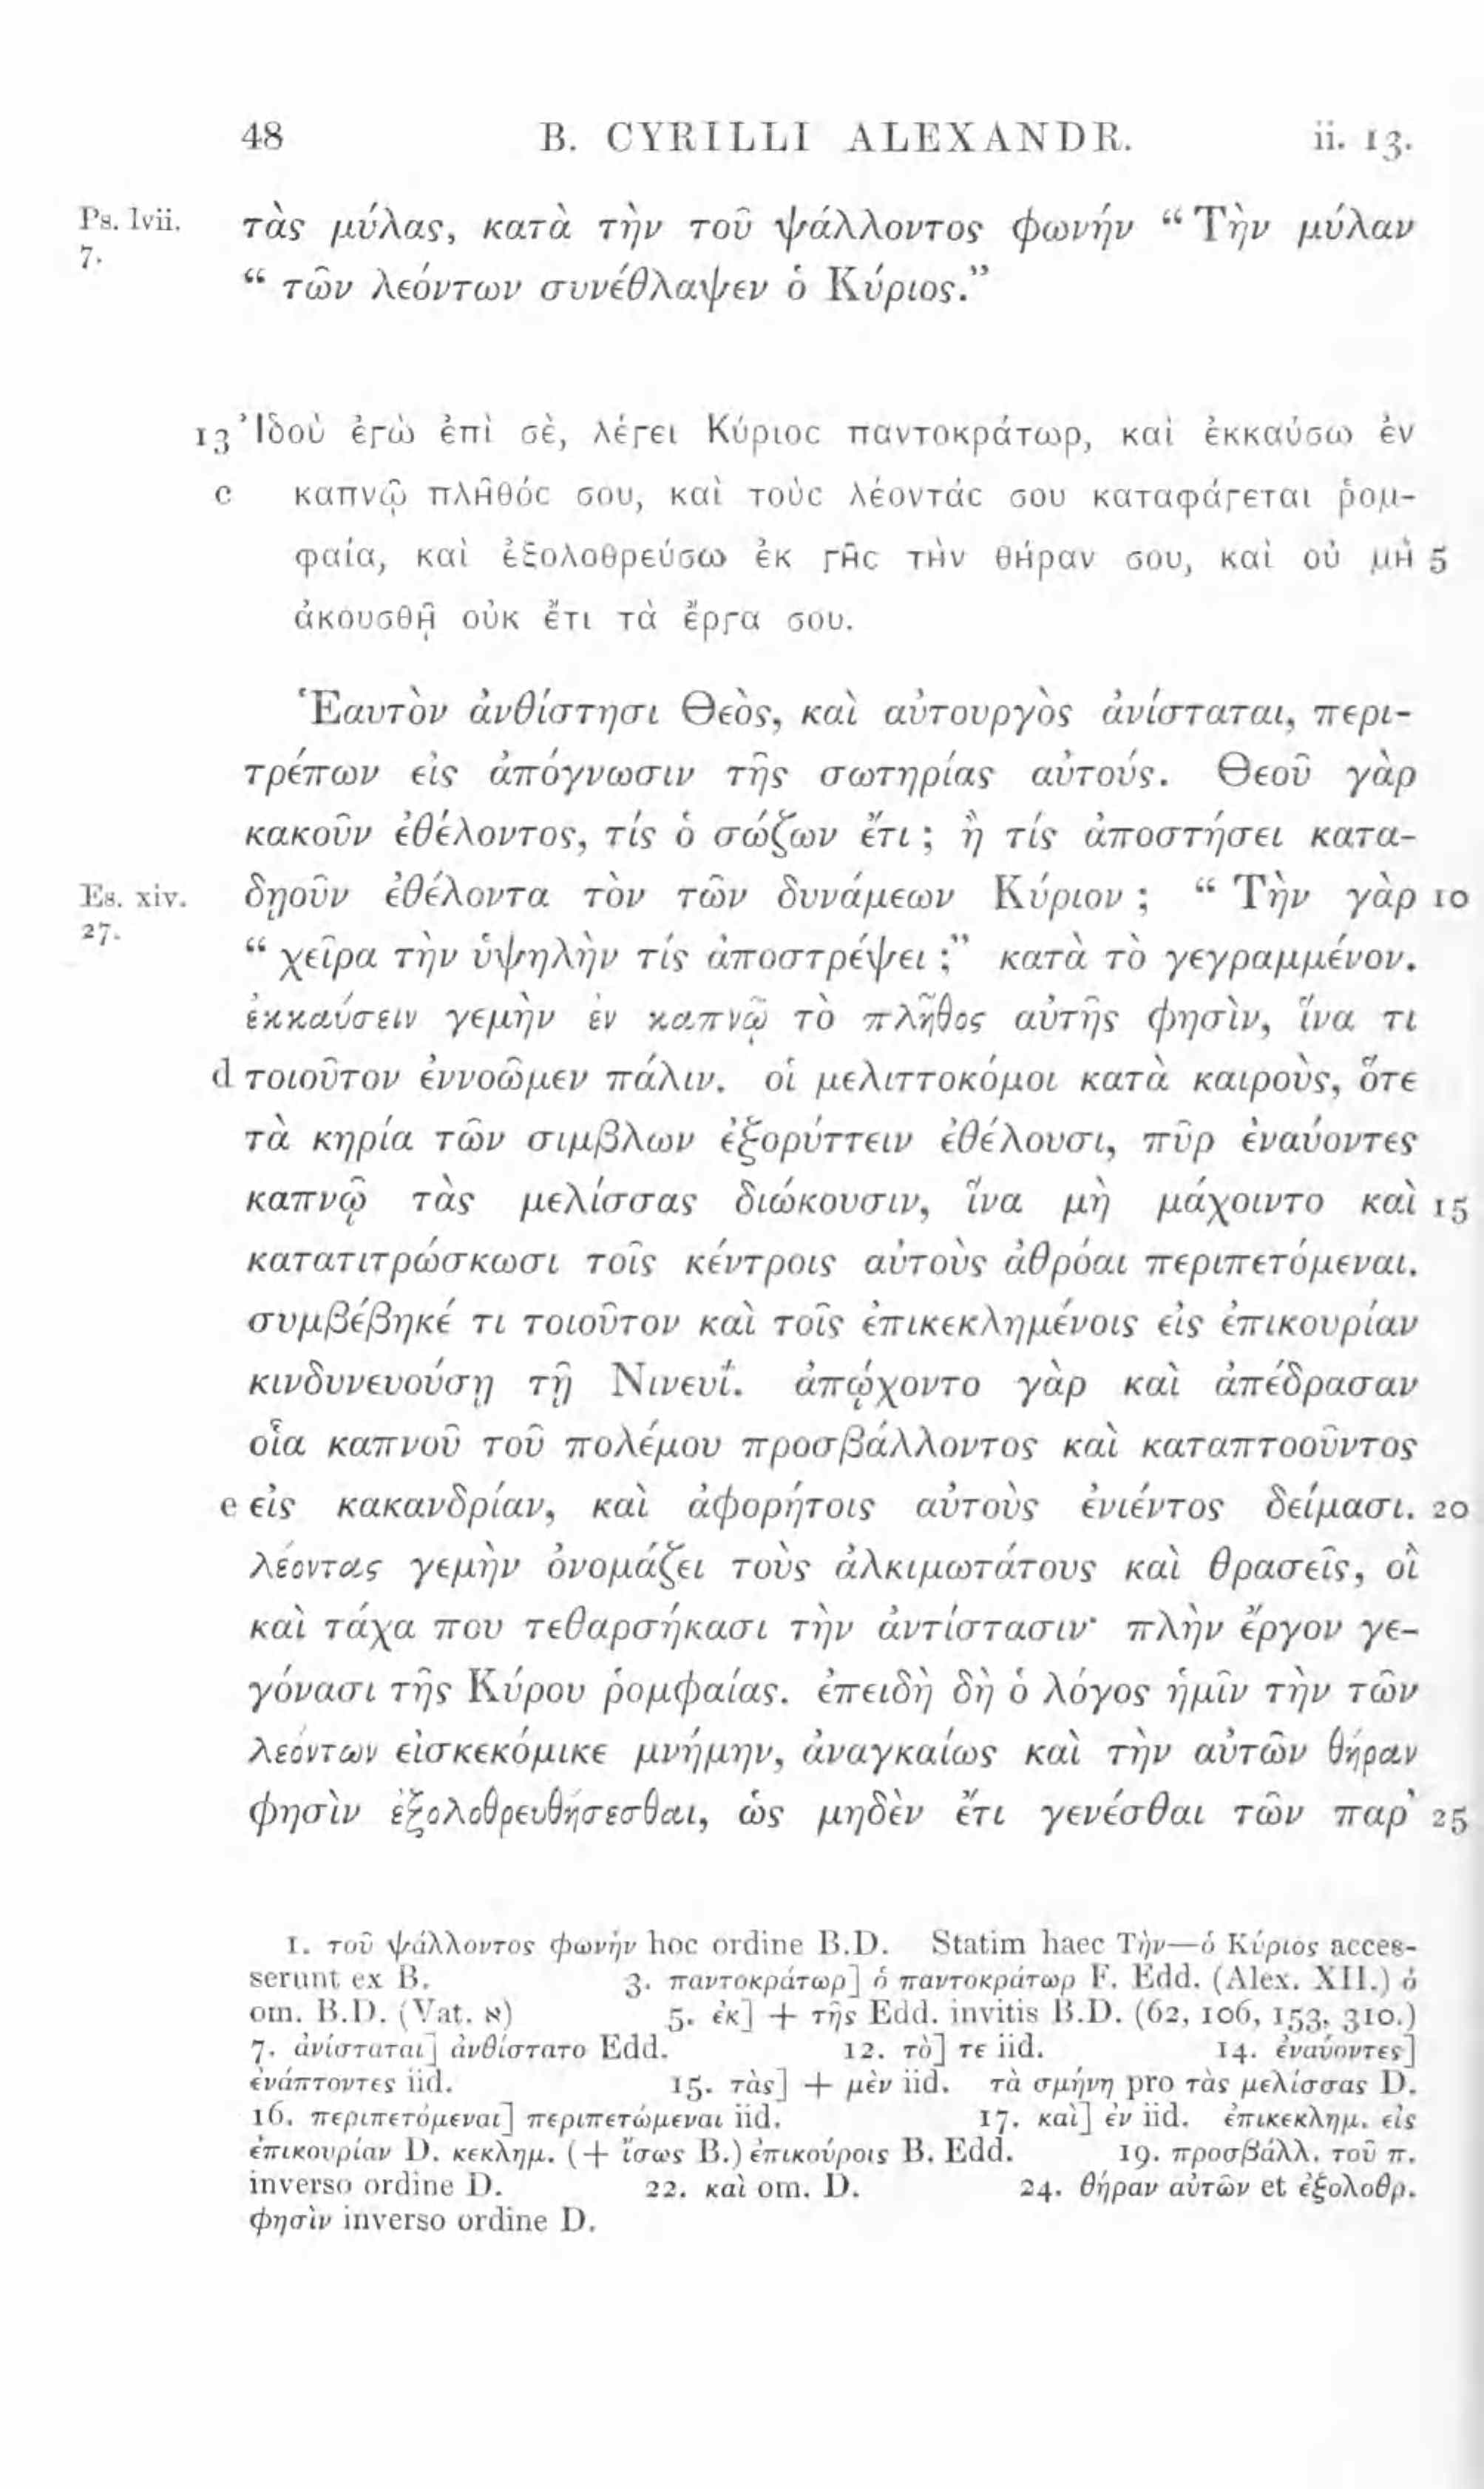 48 B. CYRILLI ALEXANDR. ii. 13.
Ps. lvii. τὰς μύλας, κατὰ τὴν τοῦ ψάλλοντος φωνήν “ Τὴν μύλαν
7. “ τῶν λεόντων συνέθλαψεν ὁ Κύριος.”
13 Ἰδοὺ ἐγὼ ἐπὶ σὲ, λέγει Κύριος παντοκράτωρ, καὶ ἐκκαύσω ἐν
c καπνῷ πλῆθός σου, καὶ τοὺς λέοντάς σου καταφάγεται ῥομ-
φαία, καὶ ἐξολοθρεύσω ἐκ γῆς τὴν θήραν σου, καὶ οὐ μὴ 5
ἀκουσθῇ οὐκ ἔτι τὰ ἔργα σου.
Ἑαυτὸν ἀνθίστησι Θεὸς, καὶ αὐτουργὸς ἀνίσταται, περι-
τρέπων εἰς ἀπόγνωσιν τῆς σωτηρίας αὐτούς. Θεοῦ γὰρ
κακοῦν ἐθέλοντος, τίς ὁ σώζων ἔτι ; ἢ τίς ἀποστήσει κατα-
Es. xiv. δῃοῦν ἐθέλοντα τὸν τῶν δυνάμεων Κύριον ; “ Τὴν γὰρ 10
27. “ χεῖρα τὴν ὑψηλὴν τίς ἀποστρέψει ;” κατὰ τὸ γεγραμμένον.
ἐκκαύσειν γεμὴν ἐν καπνῷ τὸ πλῆθος αὐτῆς φησὶν, ἵνα τι
d τοιοῦτον ἐννοῶμεν πάλιν. οἱ μελιττοκόμοι κατὰ καιροὺς, ὅτε
τὰ κηρία τῶν σιμβλων ἐξορύττειν ἐθέλουσι, πῦρ ἐναύοντες
καπνῷ τὰς μελίσσας διώκουσιν, ἵνα μὴ μάχοιντο καὶ 15
κατατιτρώσκωσι τοῖς κέντροις αὐτοὺς ἀθρόαι περιπετόμεναι.
συμβέβηκέ τι τοιοῦτον καὶ τοῖς ἐπικεκλημένοις εἰς ἐπικουρίαν
κινδυνευούσῃ τῇ Νινευΐ. ἀπῴχοντο γὰρ καὶ ἀπέδρασαν
οἷα καπνοῦ τοῦ πολέμου προσβάλλοντος καὶ καταπτοοῦντος
e εἰς κακανδρίαν, καὶ ἀφορήτοις αὐτοὺς ἐνιέντος δείμασι. 20
λέοντας γεμὴν ὀνομάζει τοὺς ἀλκιμωτάτους καὶ θρασεῖς, οἳ
καὶ τάχα που τεθαρσήκασι τὴν ἀντίστασιν· πλὴν ἔργον γε-
γόνασι τῆς Κύρου ῥομφαίας. ἐπειδὴ δὴ ὁ λόγος ἡμῖν τὴν τῶν
λεόντων εἰσκεκόμικε μνήμην, ἀναγκαίως καὶ τὴν αὐτῶν θήραν
φησὶν ἐξολοθρευθήσεσθαι, ὡς μηδὲν ἔτι γενέσθαι τῶν παρ’ 25
1. τοῦ ψάλλοντος φωνήν hoc ordine B.D. Statim haec Τὴν—ὁ Κύριος acces-
serunt ex B. 3. παντοκράτωρ] ὁ παντοκράτωρ F. Edd. (Alex. XII.) ὁ
om. B.D. (Vat. א) 5. ἐκ] + τῆς Edd. invitis B.D. (62, 106, 153, 310.)
7. ἀνίσταται] ἀνθίστατο Edd. 12. τὸ] τε iid. 14. ἐναύοντες]
ἐνάπτοντες iid. 15. τὰς] + μὲν iid. τὰ σμήνη pro τὰς μελίσσας D.
16. περιπετόμεναι] περιπετώμεναι iid. 17. καὶ] ἐν iid. ἐπικεκλημ. εἰς
ἐπικουρίαν D. κεκλημ. (+ ἴσως B.) ἐπικούροις B. Edd. 19. προσβάλλ. τοῦ π.
inverso ordine D. 22. καὶ om. D. 24. θήραν αὐτῶν et ἐξολοθρ.
φησὶν inverso ordine D.